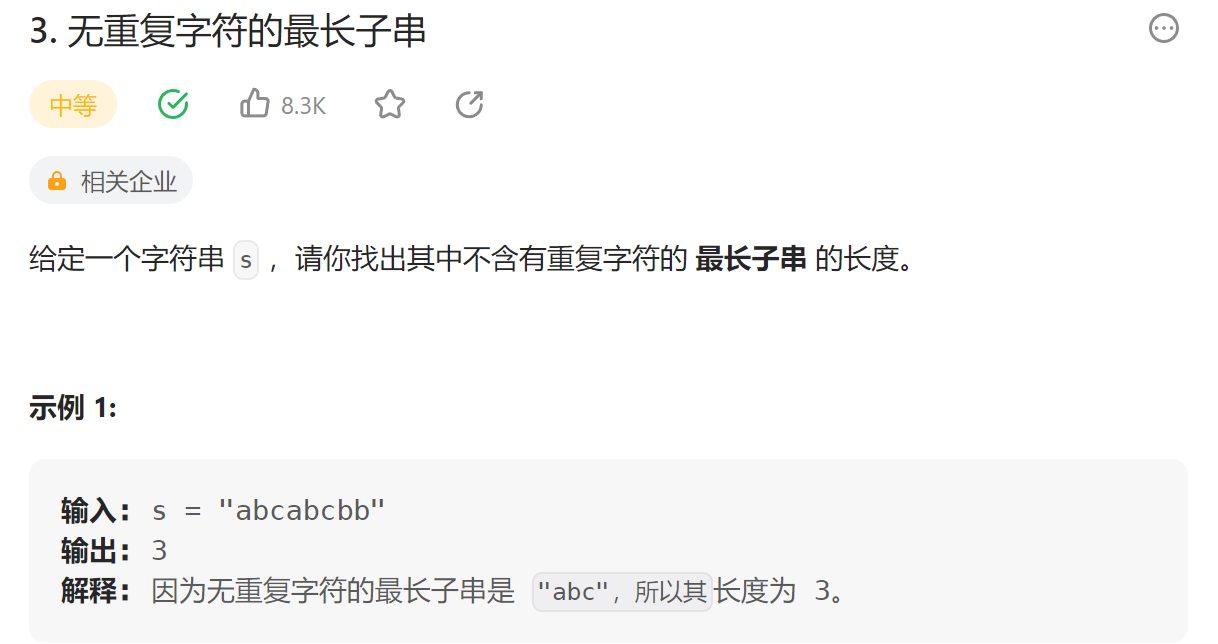 3. 无重复字符的最长子串
中等 8.3K
相关企业
给定一个字符串 s ，请你找出其中不含有重复字符的 最长子串 的长度。
示例 1:
输入: s = "abcabcbb"
输出: 3
解释: 因为无重复字符的最长子串是 "abc"，所以其长度为 3。